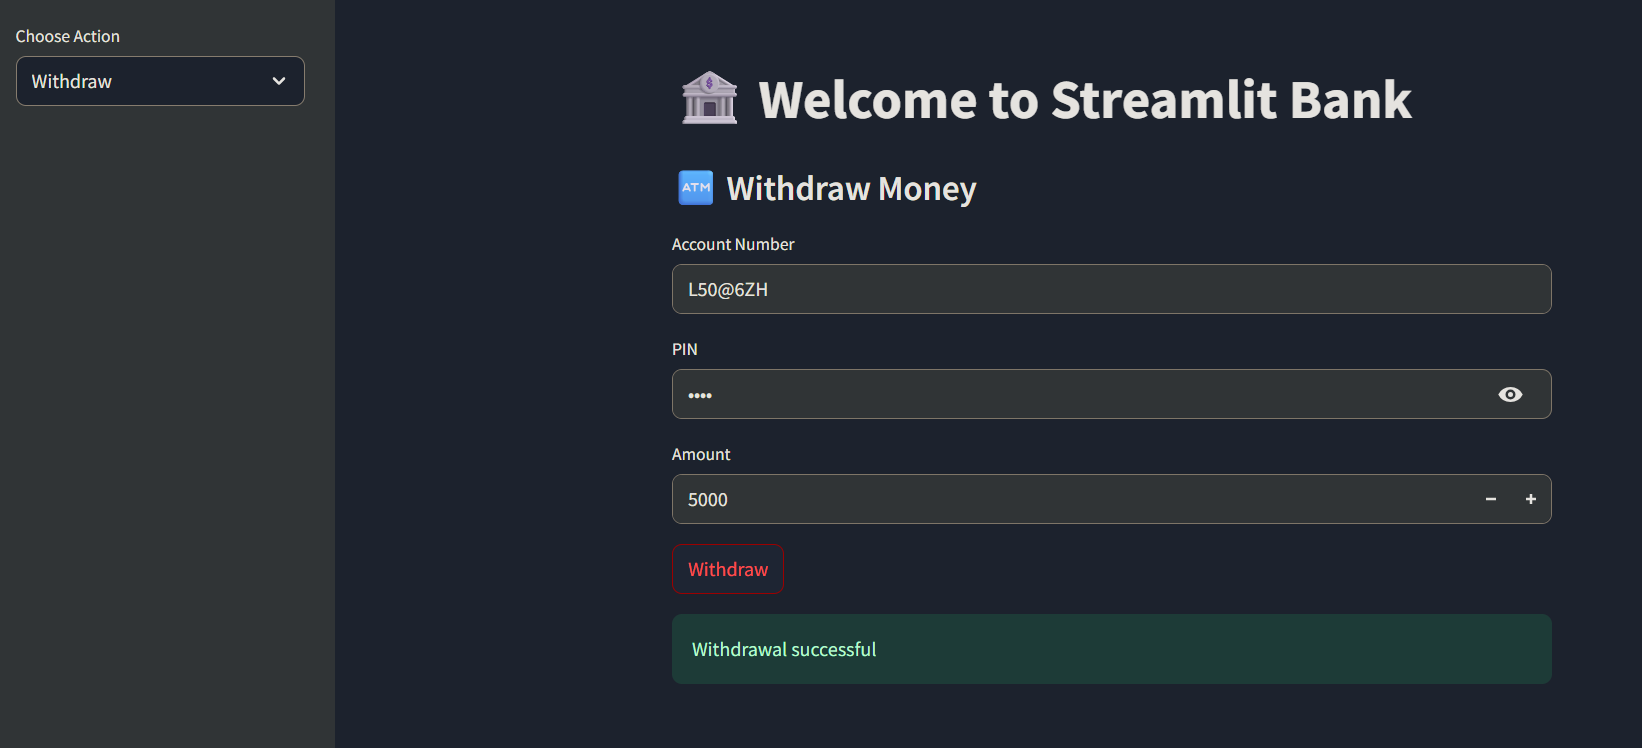 Choose Action
Withdraw
Welcome to Streamlit Bank
ATM Withdraw Money
Account Number
L50@6ZH
PIN
••••
Amount
5000
Withdraw
Withdrawal successful